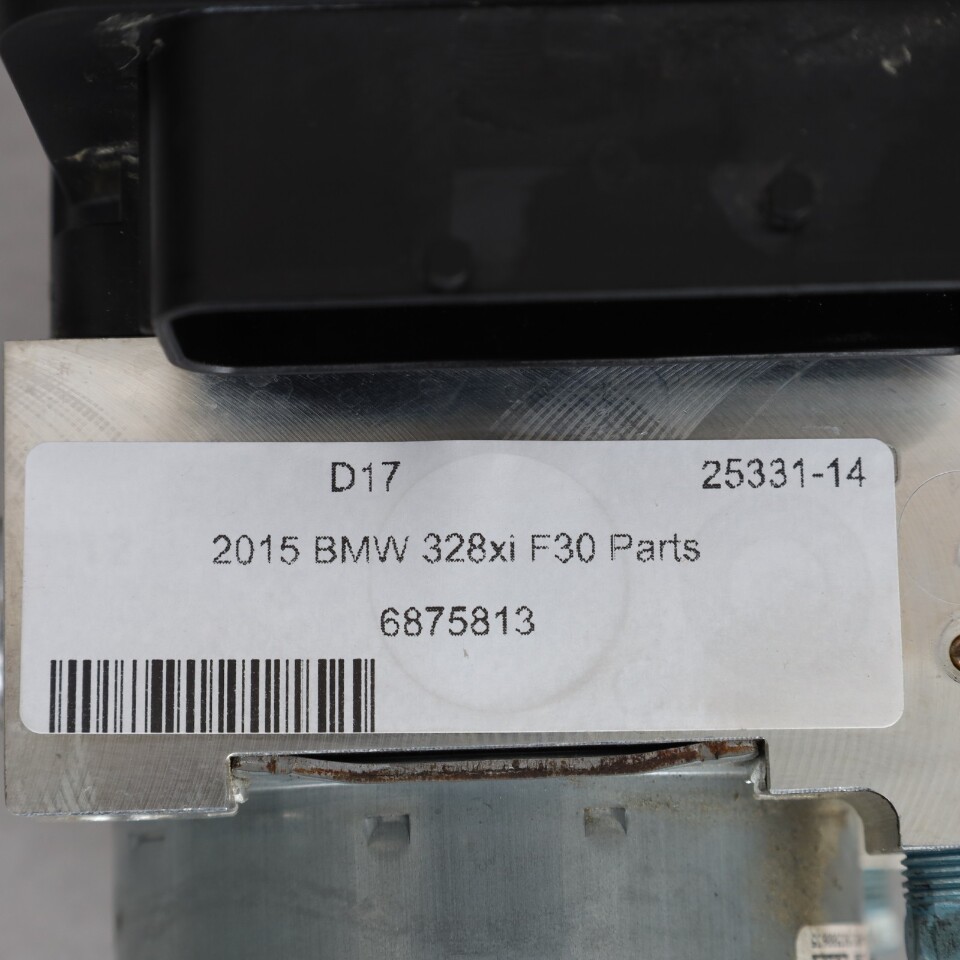 D17 25331-14
2015 BMW 328xi F30 Parts
6875813